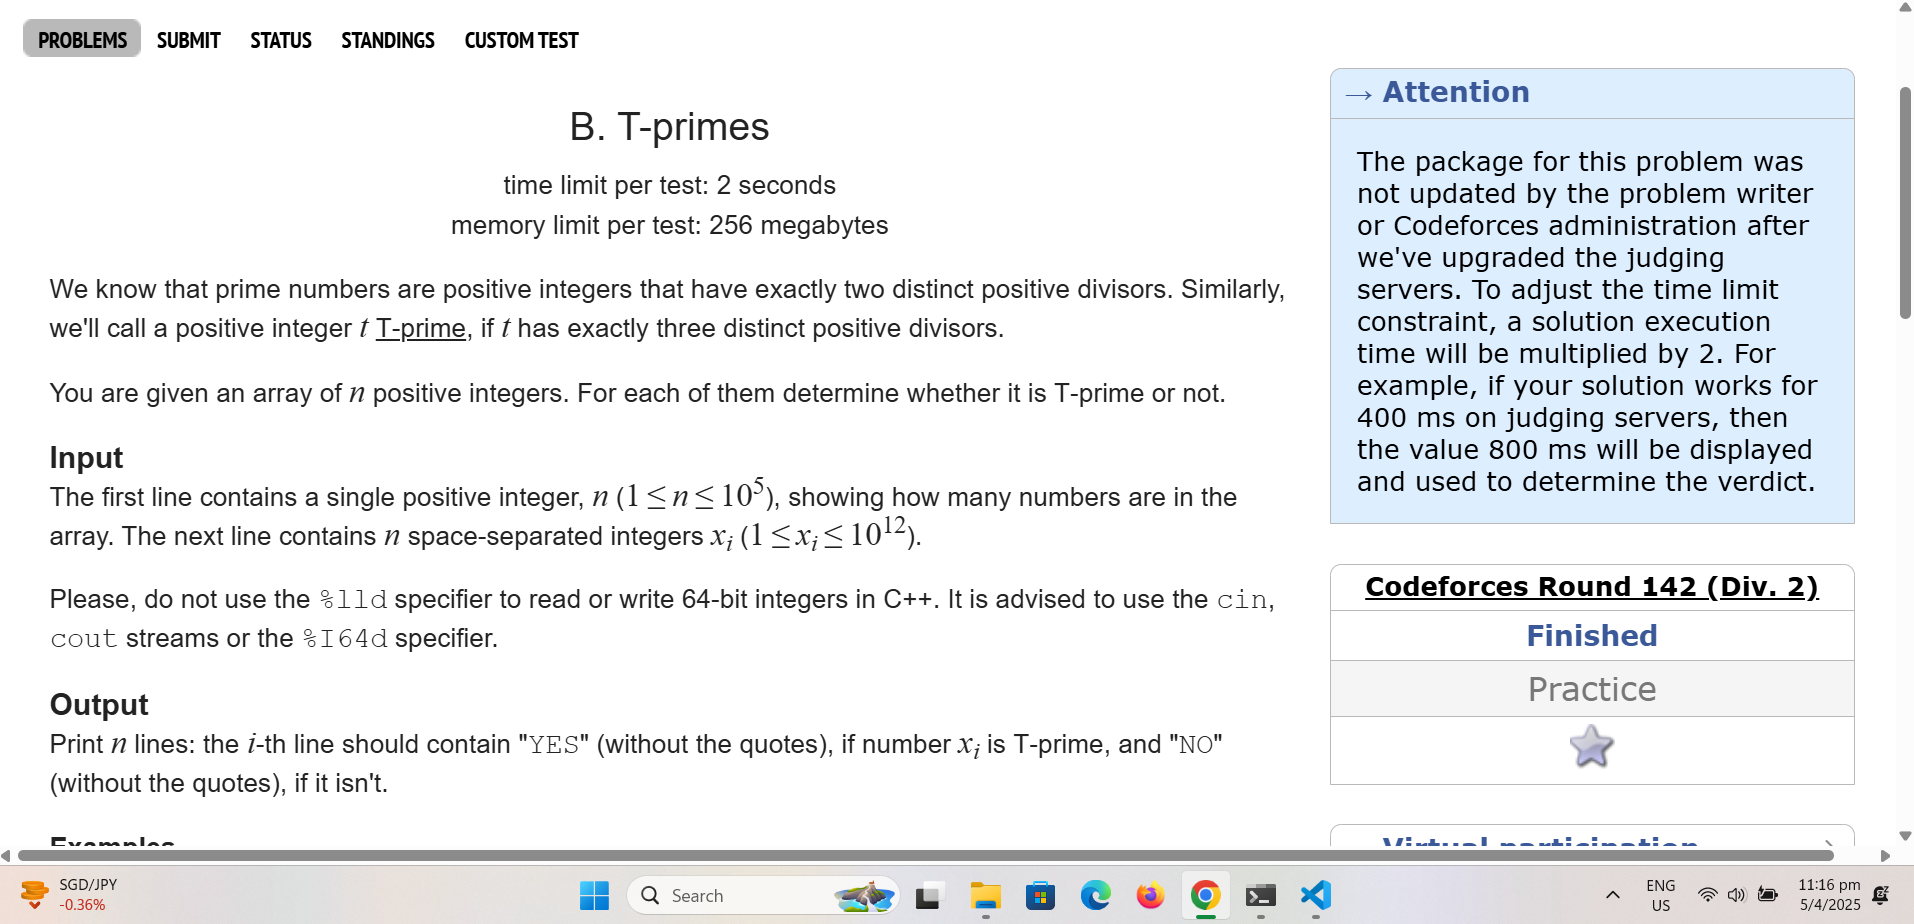 PROBLEMS SUBMIT STATUS STANDINGS CUSTOM TEST
B. T-primes
time limit per test: 2 seconds
memory limit per test: 256 megabytes
We know that prime numbers are positive integers that have exactly two distinct positive divisors. Similarly,
we'll call a positive integer t T-prime, if t has exactly three distinct positive divisors.
You are given an array of n positive integers. For each of them determine whether it is T-prime or not.
Input
The first line contains a single positive integer, n (1 ≤ n ≤ 10⁵), showing how many numbers are in the
array. The next line contains n space-separated integers xᵢ (1 ≤ xᵢ ≤ 10¹²).
Please, do not use the %lld specifier to read or write 64-bit integers in C++. It is advised to use the cin,
cout streams or the %I64d specifier.
Output
Print n lines: the i-th line should contain "YES" (without the quotes), if number xᵢ is T-prime, and "NO"
(without the quotes), if it isn't.
Examples
→ Attention
The package for this problem was
not updated by the problem writer
or Codeforces administration after
we've upgraded the judging
servers. To adjust the time limit
constraint, a solution execution
time will be multiplied by 2. For
example, if your solution works for
400 ms on judging servers, then
the value 800 ms will be displayed
and used to determine the verdict.
Codeforces Round 142 (Div. 2)
Finished
Practice
Virtual participation
SGD/JPY
-0.36%
Search
ENG
US
11:16 pm
5/4/2025